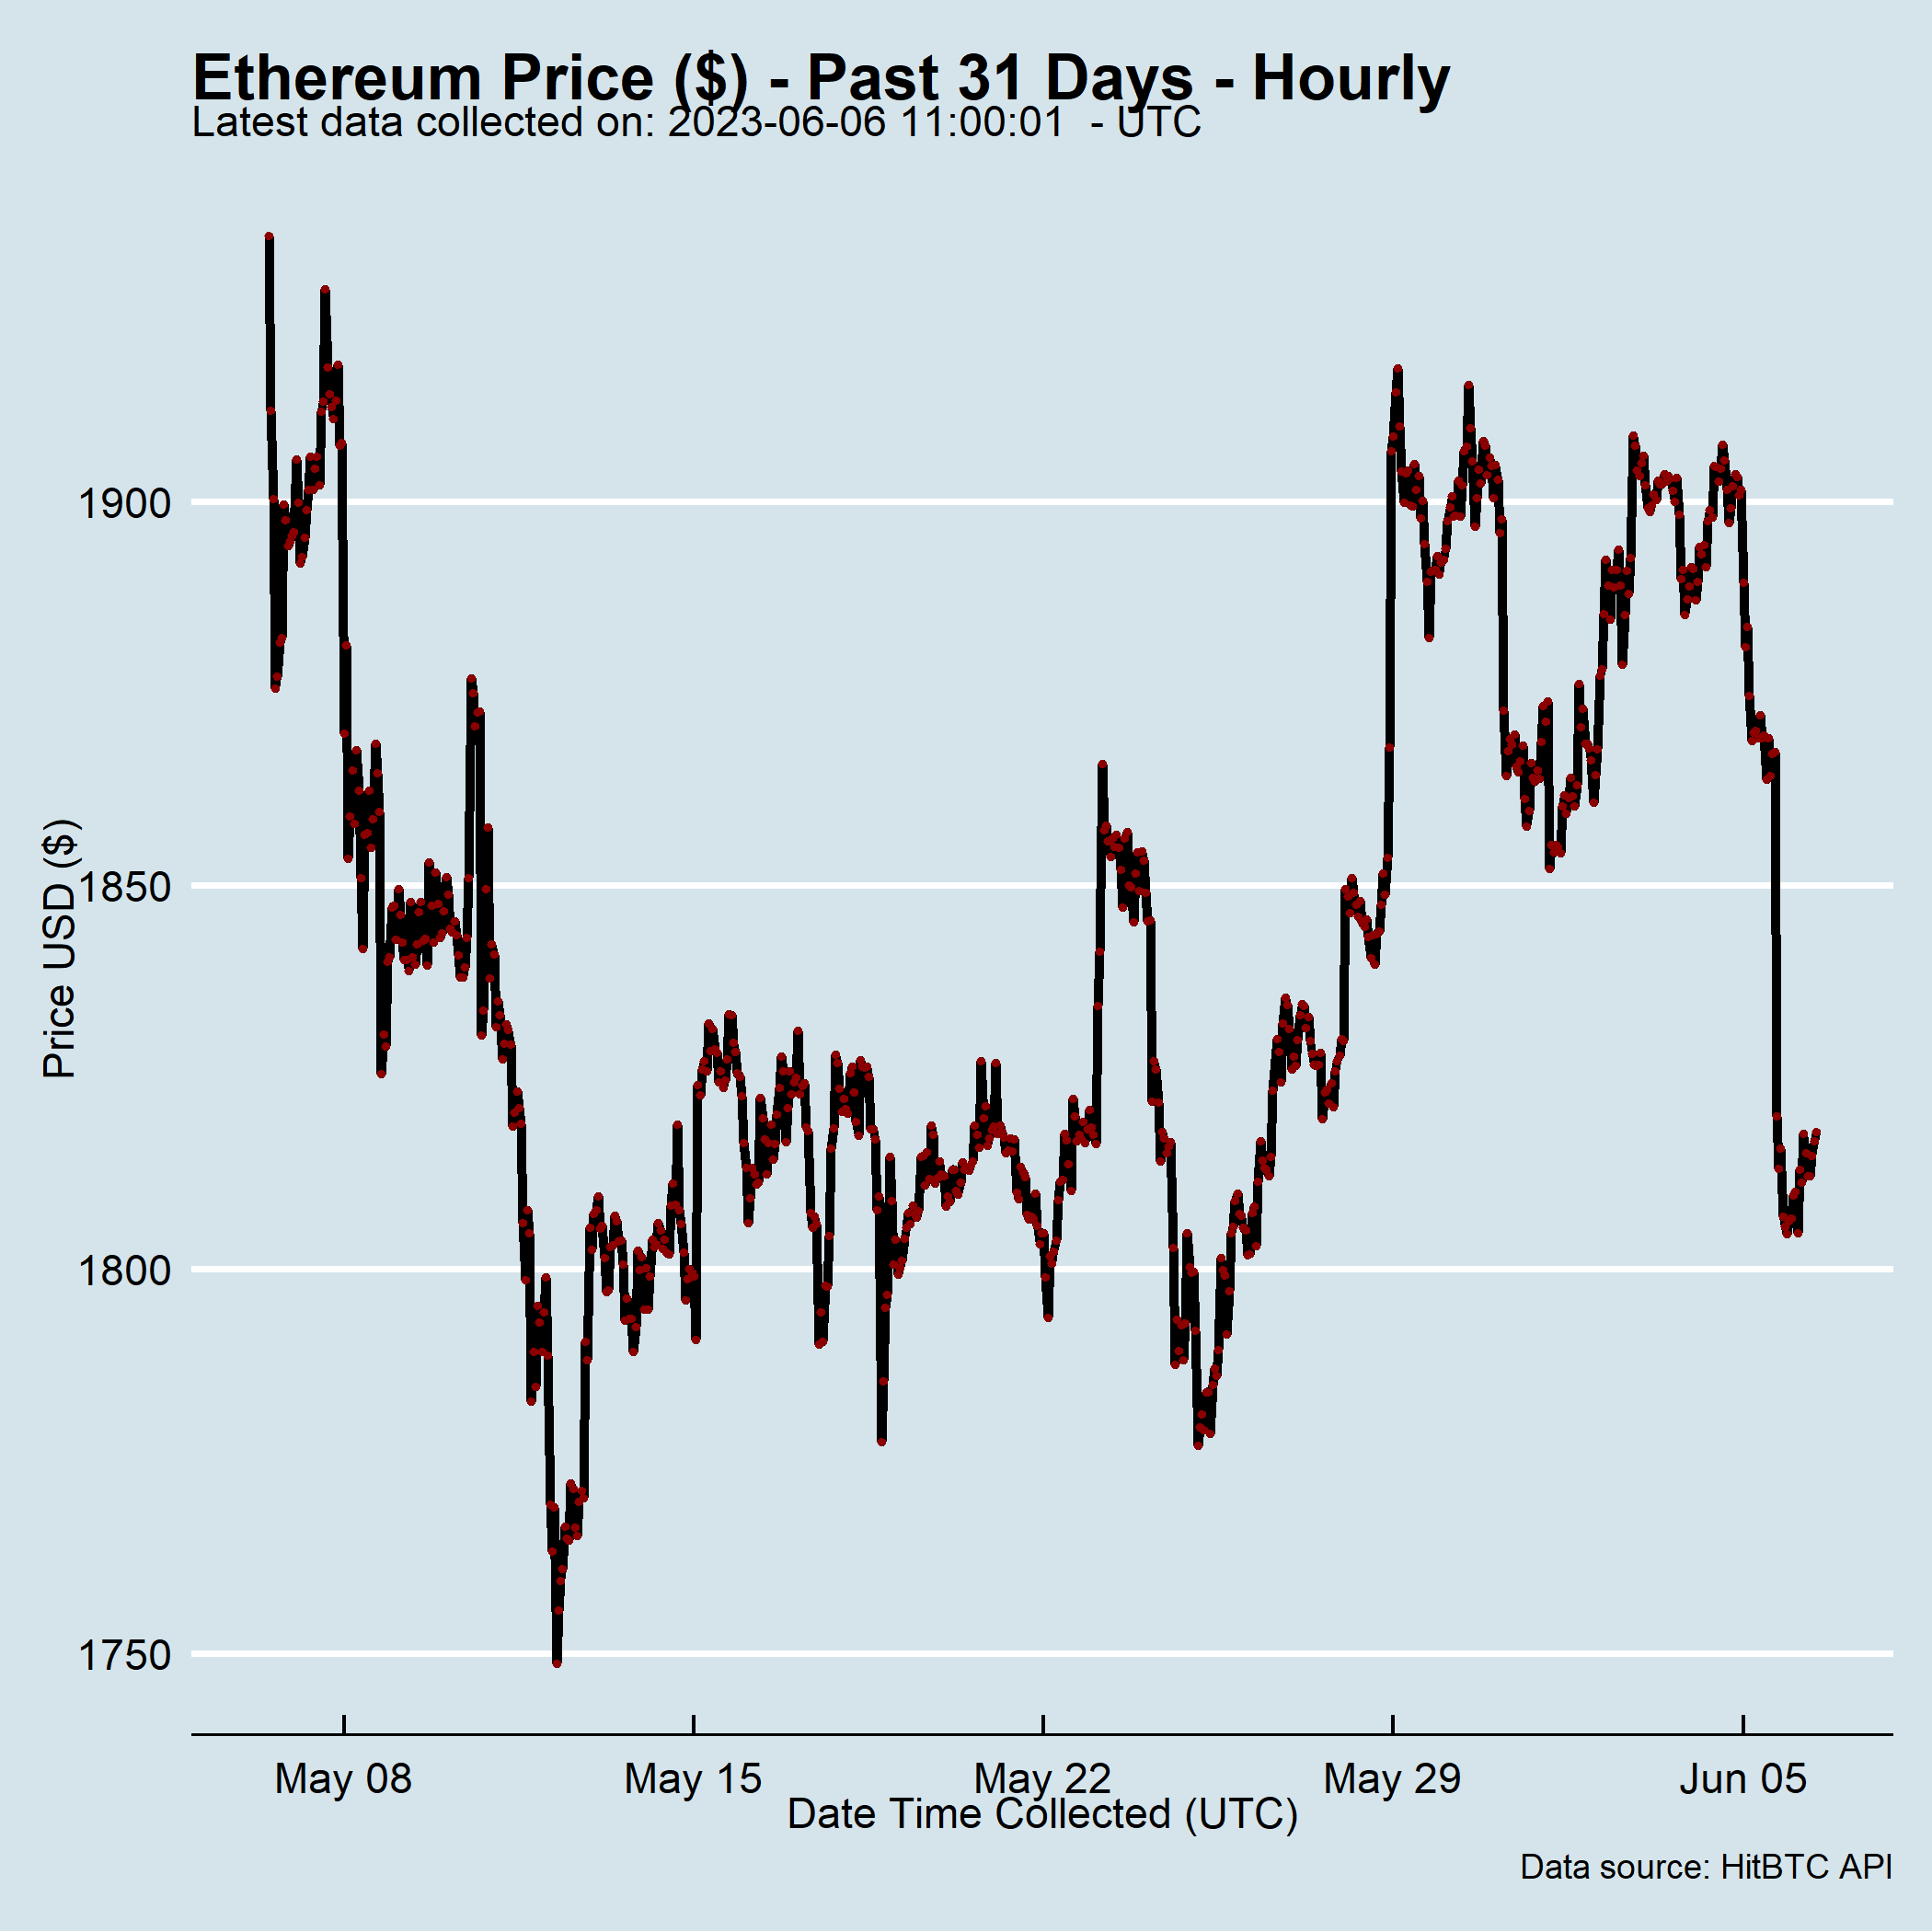 Ethereum Price ($) - Past 31 Days - Hourly
Latest data collected on: 2023-06-06 11:00:01  - UTC
Price USD ($)
1900
1850
1800
1750
May 08
May 15
May 22
May 29
Jun 05
Date Time Collected (UTC)
Data source: HitBTC API